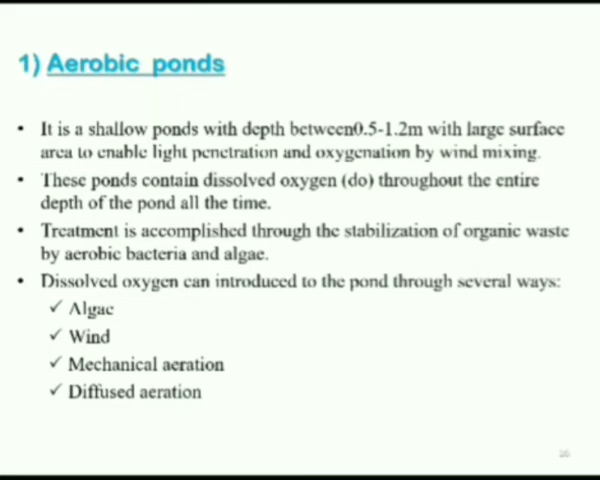 1) Aerobic ponds
• It is a shallow ponds with depth between0.5-1.2m with large surface
area to enable light penetration and oxygenation by wind mixing.
• These ponds contain dissolved oxygen (do) throughout the entire
depth of the pond all the time.
• Treatment is accomplished through the stabilization of organic waste
by aerobic bacteria and algae.
• Dissolved oxygen can introduced to the pond through several ways:
✓ Algae
✓ Wind
✓ Mechanical aeration
✓ Diffused aeration